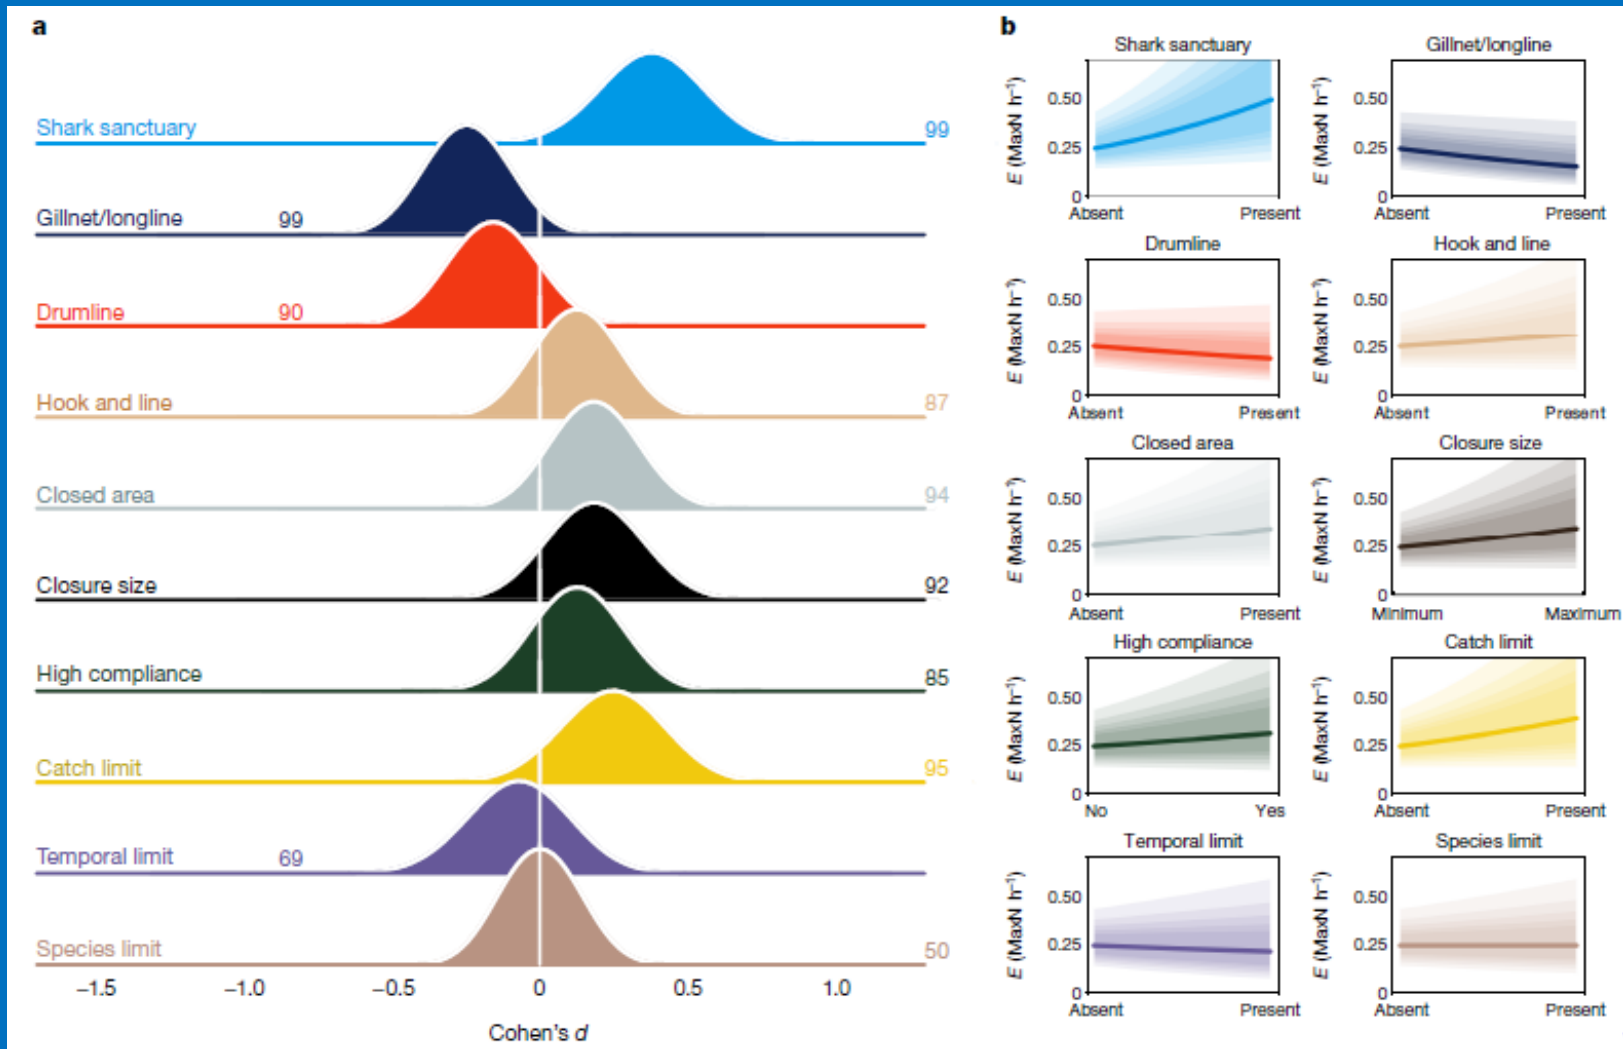 a
Shark sanctuary 99
Gillnet/longline 99
Drumline 90
Hook and line 87
Closed area 94
Closure size 92
High compliance 85
Catch limit 95
Temporal limit 69
Species limit 50
–1.5 –1.0 –0.5 0 0.5 1.0
Cohen's d
b
Shark sanctuary
E (MaxN h⁻¹)
0.50
0.25
0
Absent Present
Gillnet/longline
E (MaxN h⁻¹)
0.50
0.25
0
Absent Present
Drumline
E (MaxN h⁻¹)
0.50
0.25
0
Absent Present
Hook and line
E (MaxN h⁻¹)
0.50
0.25
0
Absent Present
Closed area
E (MaxN h⁻¹)
0.50
0.25
0
Absent Present
Closure size
E (MaxN h⁻¹)
0.50
0.25
0
Minimum Maximum
High compliance
E (MaxN h⁻¹)
0.50
0.25
0
No Yes
Catch limit
E (MaxN h⁻¹)
0.50
0.25
0
Absent Present
Temporal limit
E (MaxN h⁻¹)
0.50
0.25
0
Absent Present
Species limit
E (MaxN h⁻¹)
0.50
0.25
0
Absent Present